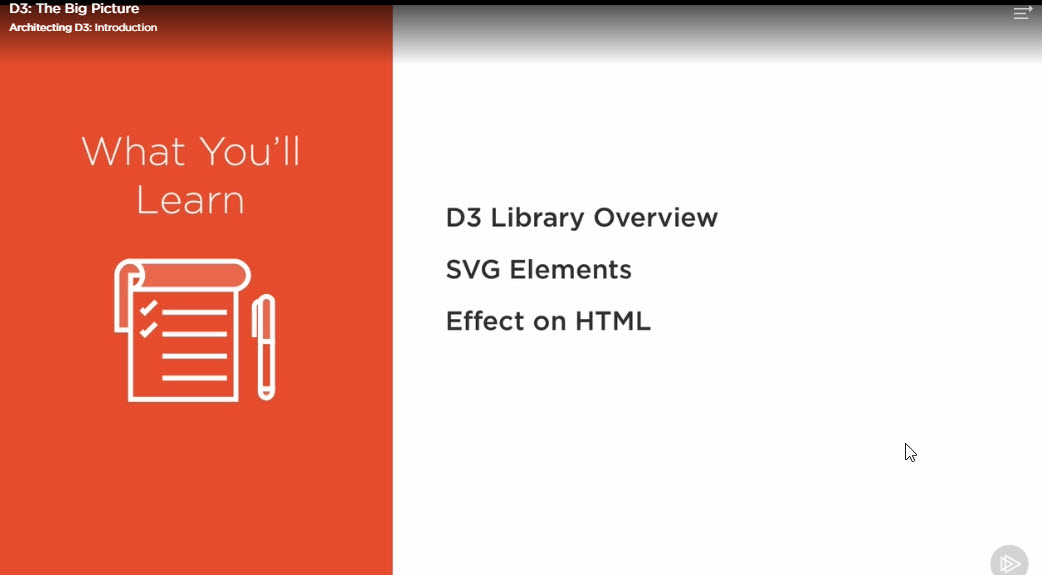 D3: The Big Picture
Architecting D3: Introduction
What You’ll
Learn
D3 Library Overview
SVG Elements
Effect on HTML